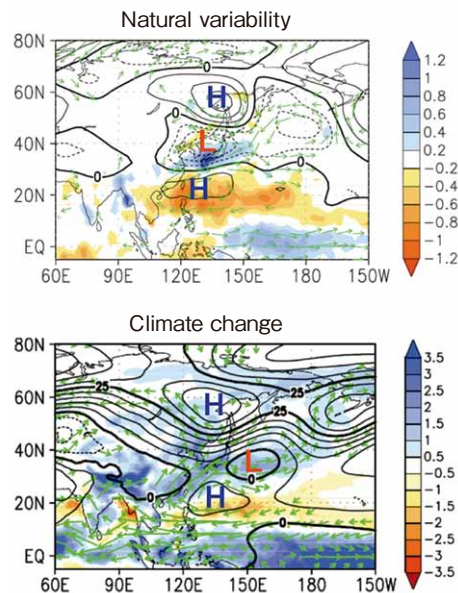 Natural variability
80N
60N
40N
20N
EQ
60E 90E 120E 150E 180 150W
0
0
0
0
H
L
H
1.2
1
0.8
0.6
0.4
0.2
−0.2
−0.4
−0.6
−0.8
−1
−1.2
Climate change
80N
60N
40N
20N
EQ
60E 90E 120E 150E 180 150W
25
25
0
0
0
H
L
H
3.5
3
2.5
2
1.5
1
0.5
−0.5
−1
−1.5
−2
−2.5
−3
−3.5